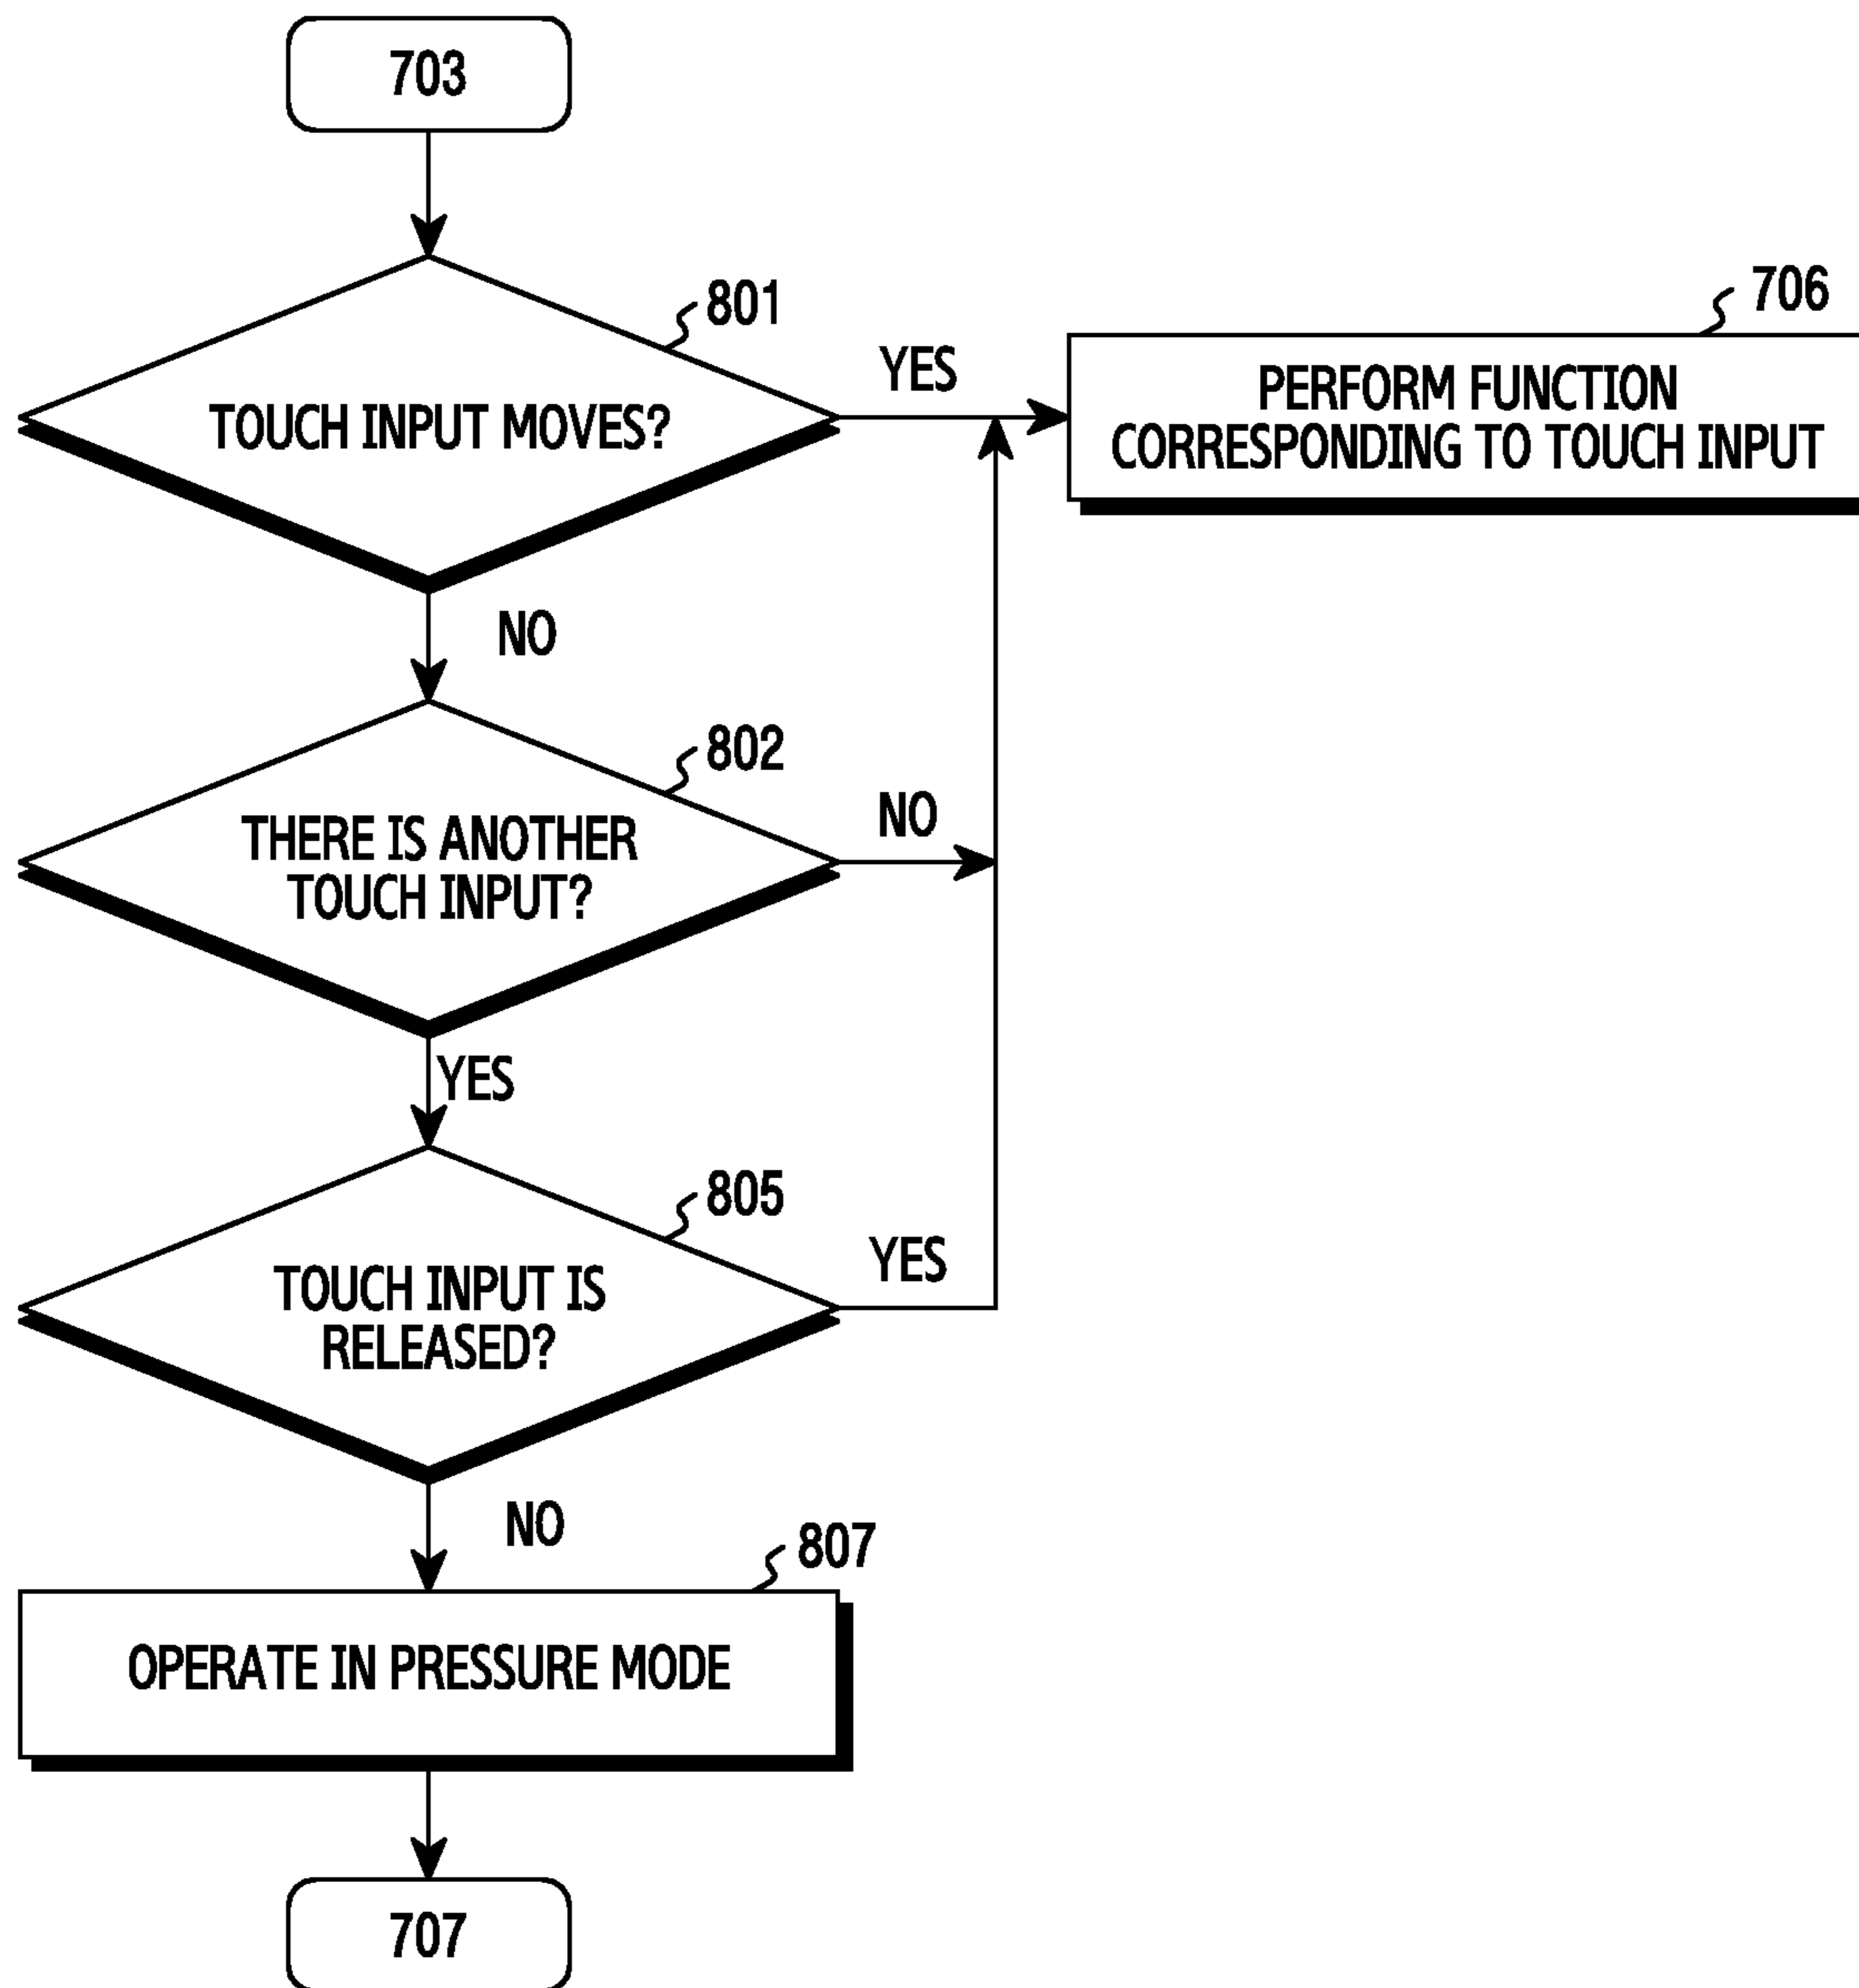 703
801
TOUCH INPUT MOVES?
YES
706
PERFORM FUNCTION
CORRESPONDING TO TOUCH INPUT
NO
802
THERE IS ANOTHER
TOUCH INPUT?
NO
YES
805
TOUCH INPUT IS
RELEASED?
YES
NO
807
OPERATE IN PRESSURE MODE
707